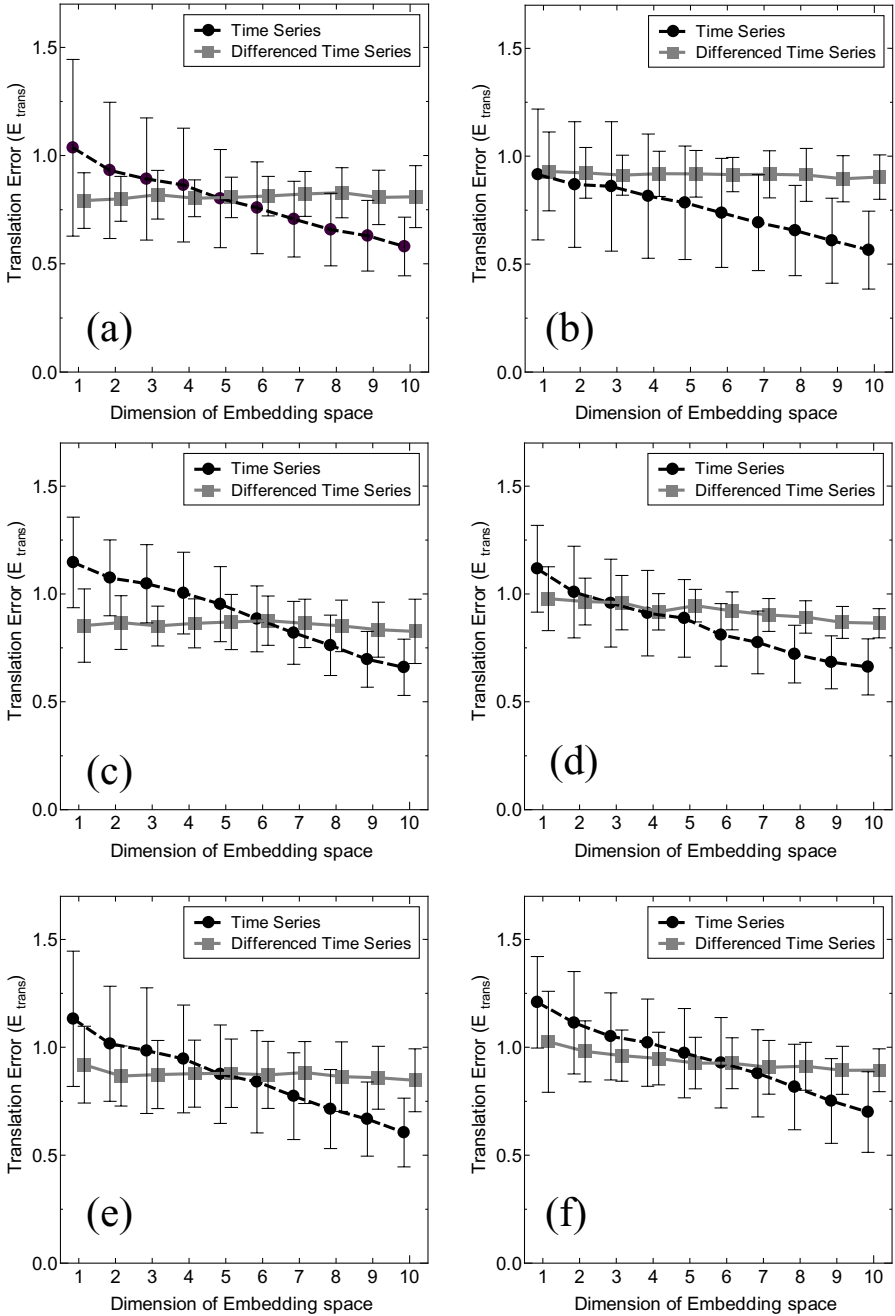 1.5
1.0
0.5
0.0
Translation Error (E trans)
Time Series
Differenced Time Series
(a)
1 2 3 4 5 6 7 8 9 10
Dimension of Embedding space
1.5
1.0
0.5
0.0
Translation Error (E trans)
Time Series
Differenced Time Series
(b)
1 2 3 4 5 6 7 8 9 10
Dimension of Embedding space
1.5
1.0
0.5
0.0
Translation Error (E trans)
Time Series
Differenced Time Series
(c)
1 2 3 4 5 6 7 8 9 10
Dimension of Embedding space
1.5
1.0
0.5
0.0
Translation Error (E trans)
Time Series
Differenced Time Series
(d)
1 2 3 4 5 6 7 8 9 10
Dimension of Embedding space
1.5
1.0
0.5
0.0
Translation Error (E trans)
Time Series
Differenced Time Series
(e)
1 2 3 4 5 6 7 8 9 10
Dimension of Embedding space
1.5
1.0
0.5
0.0
Translation Error (E trans)
Time Series
Differenced Time Series
(f)
1 2 3 4 5 6 7 8 9 10
Dimension of Embedding space